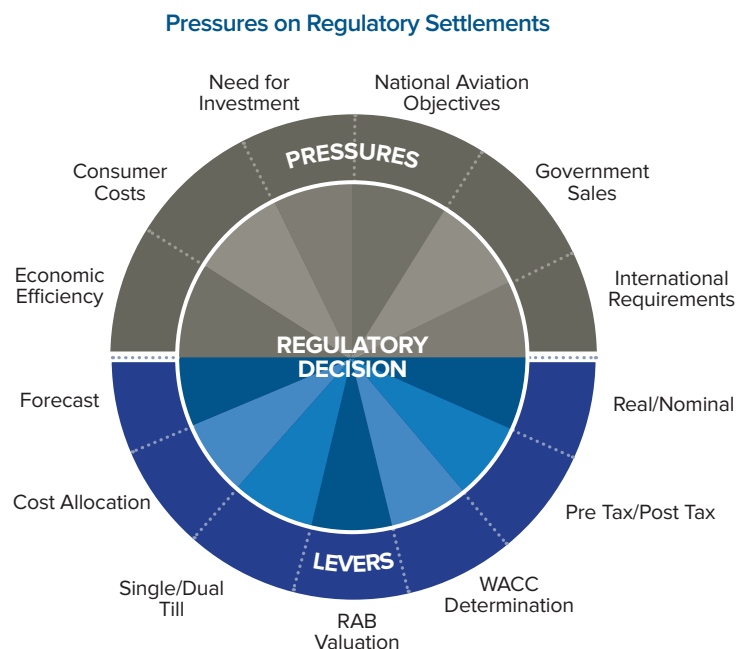 Pressures on Regulatory Settlements
Need for
Investment
National Aviation
Objectives
Consumer
Costs
Government
Sales
Economic
Efficiency
International
Requirements
PRESSURES
REGULATORY
DECISION
LEVERS
Forecast
Real/Nominal
Cost Allocation
Pre Tax/Post Tax
Single/Dual
Till
WACC
Determination
RAB
Valuation